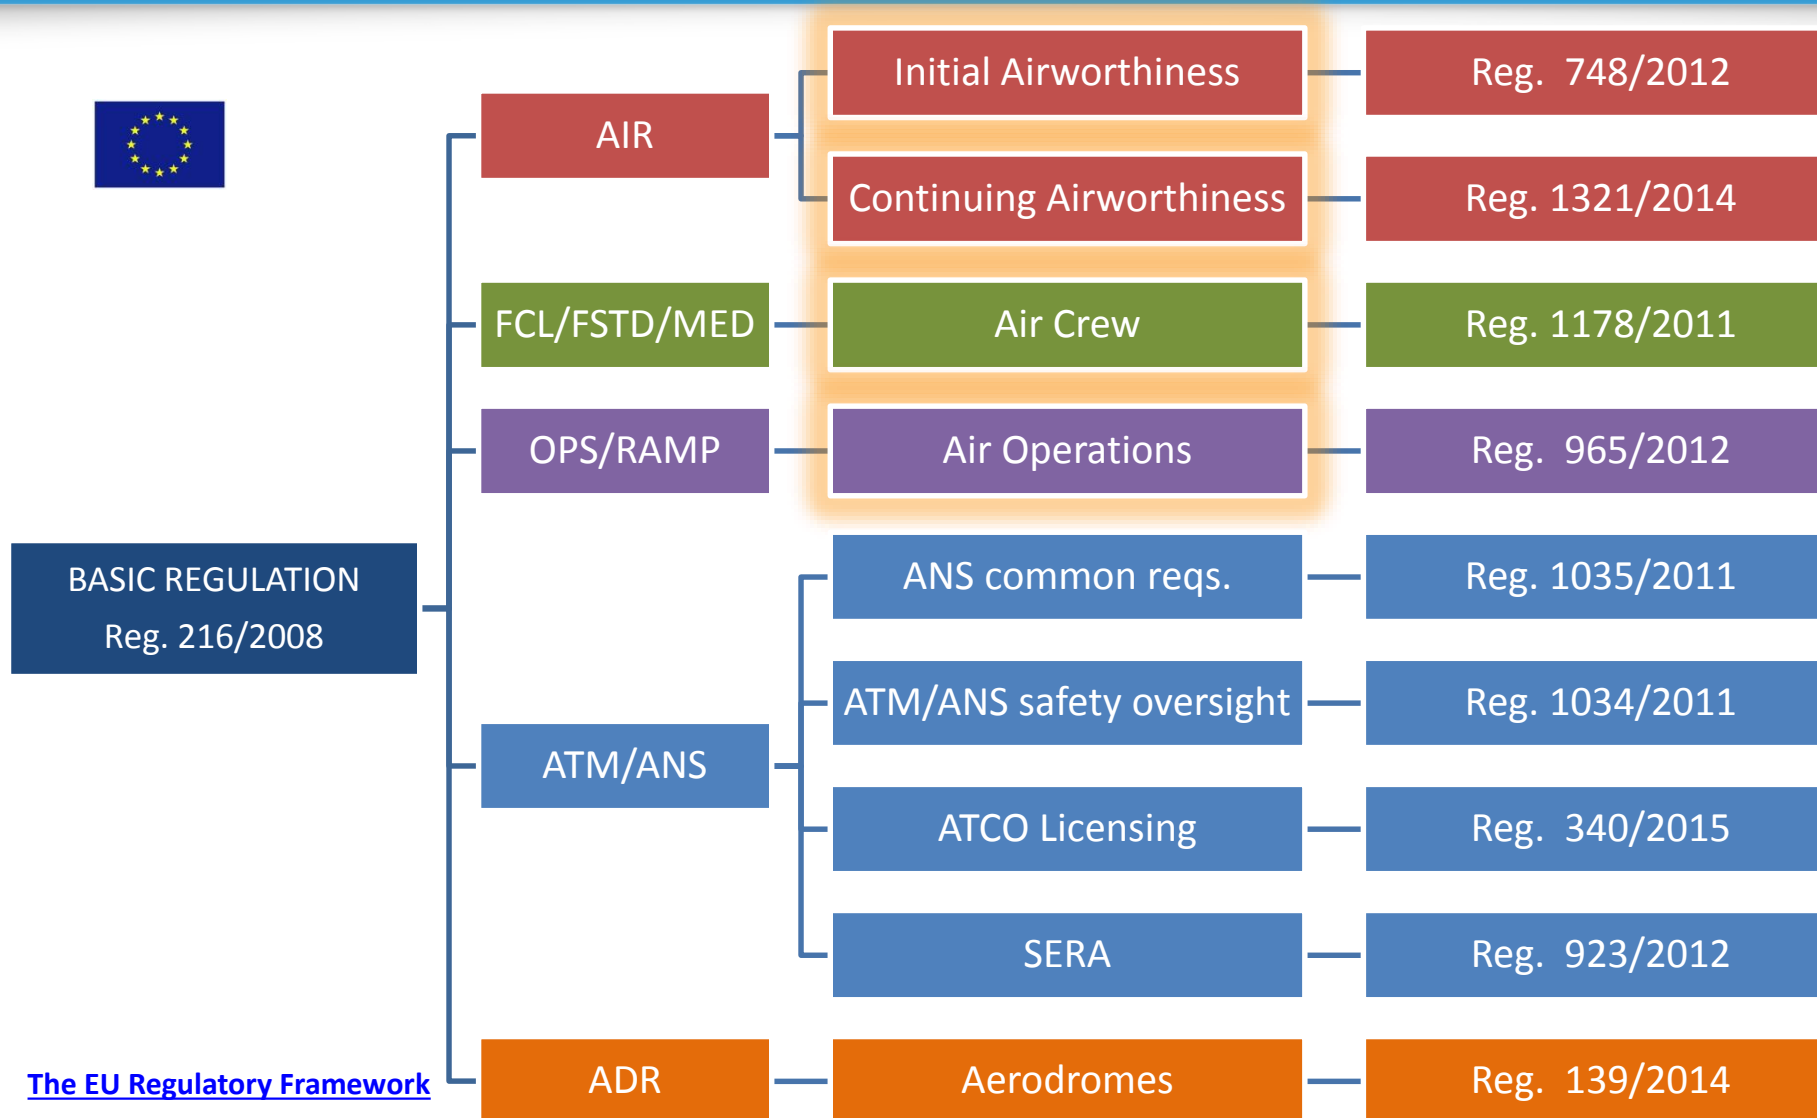 Initial Airworthiness
Reg. 748/2012
AIR
Continuing Airworthiness
Reg. 1321/2014
FCL/FSTD/MED
Air Crew
Reg. 1178/2011
OPS/RAMP
Air Operations
Reg. 965/2012
BASIC REGULATION
Reg. 216/2008
ANS common reqs.
Reg. 1035/2011
ATM/ANS safety oversight
Reg. 1034/2011
ATM/ANS
ATCO Licensing
Reg. 340/2015
SERA
Reg. 923/2012
ADR
Aerodromes
Reg. 139/2014
The EU Regulatory Framework